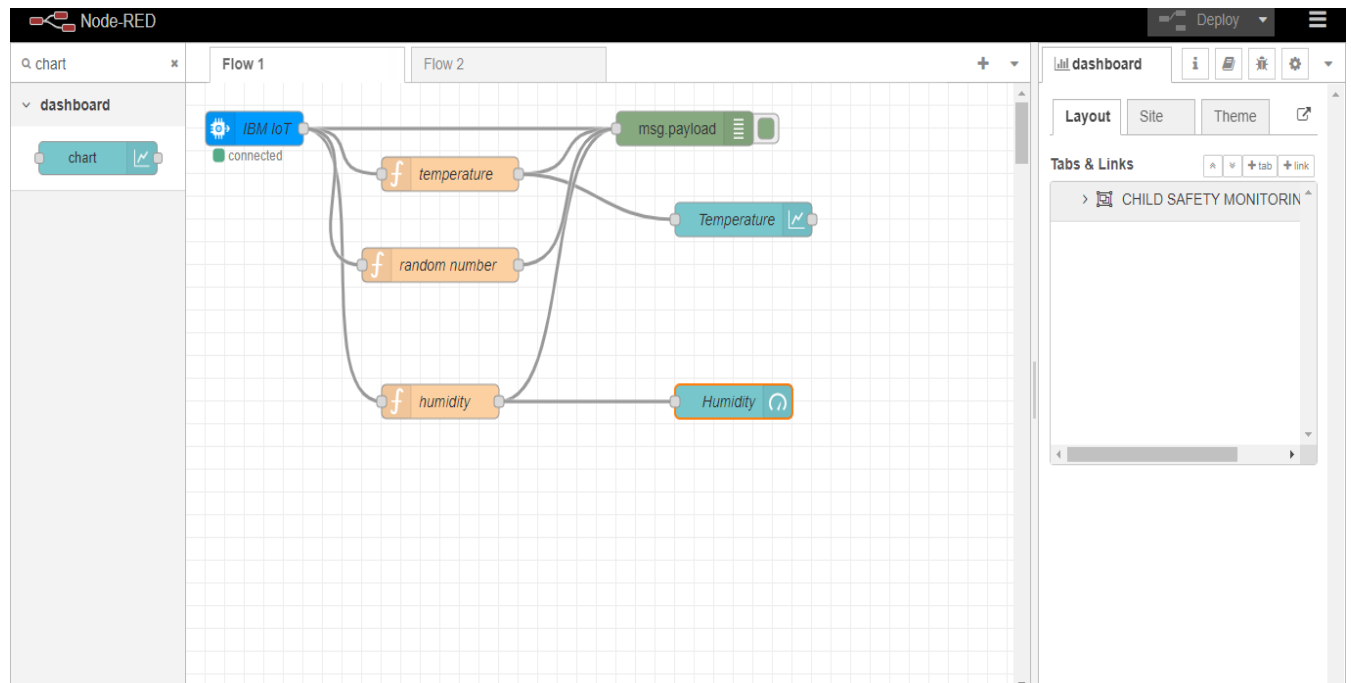 Node-RED
Deploy
chart
Flow 1
Flow 2
dashboard
i
dashboard
Layout
Site
Theme
chart
Tabs & Links
tab
link
CHILD SAFETY MONITORIN
IBM IoT
connected
msg.payload
temperature
Temperature
random number
humidity
Humidity